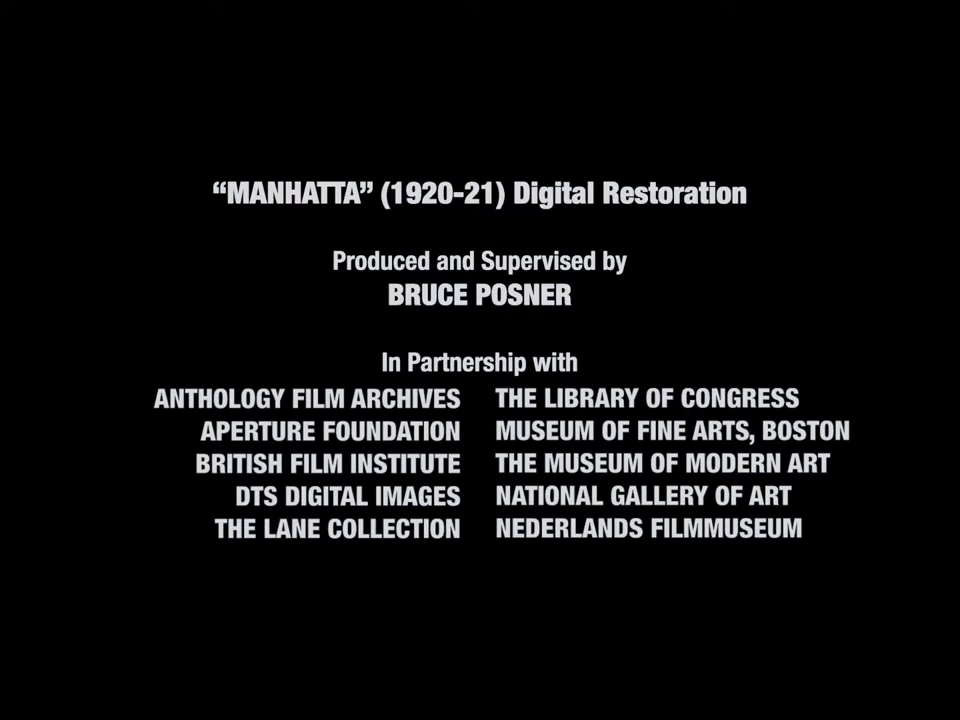 “MANHATTA” (1920-21) Digital Restoration
Produced and Supervised by
BRUCE POSNER
In Partnership with
ANTHOLOGY FILM ARCHIVES
APERTURE FOUNDATION
BRITISH FILM INSTITUTE
DTS DIGITAL IMAGES
THE LANE COLLECTION
THE LIBRARY OF CONGRESS
MUSEUM OF FINE ARTS, BOSTON
THE MUSEUM OF MODERN ART
NATIONAL GALLERY OF ART
NEDERLANDS FILMMUSEUM